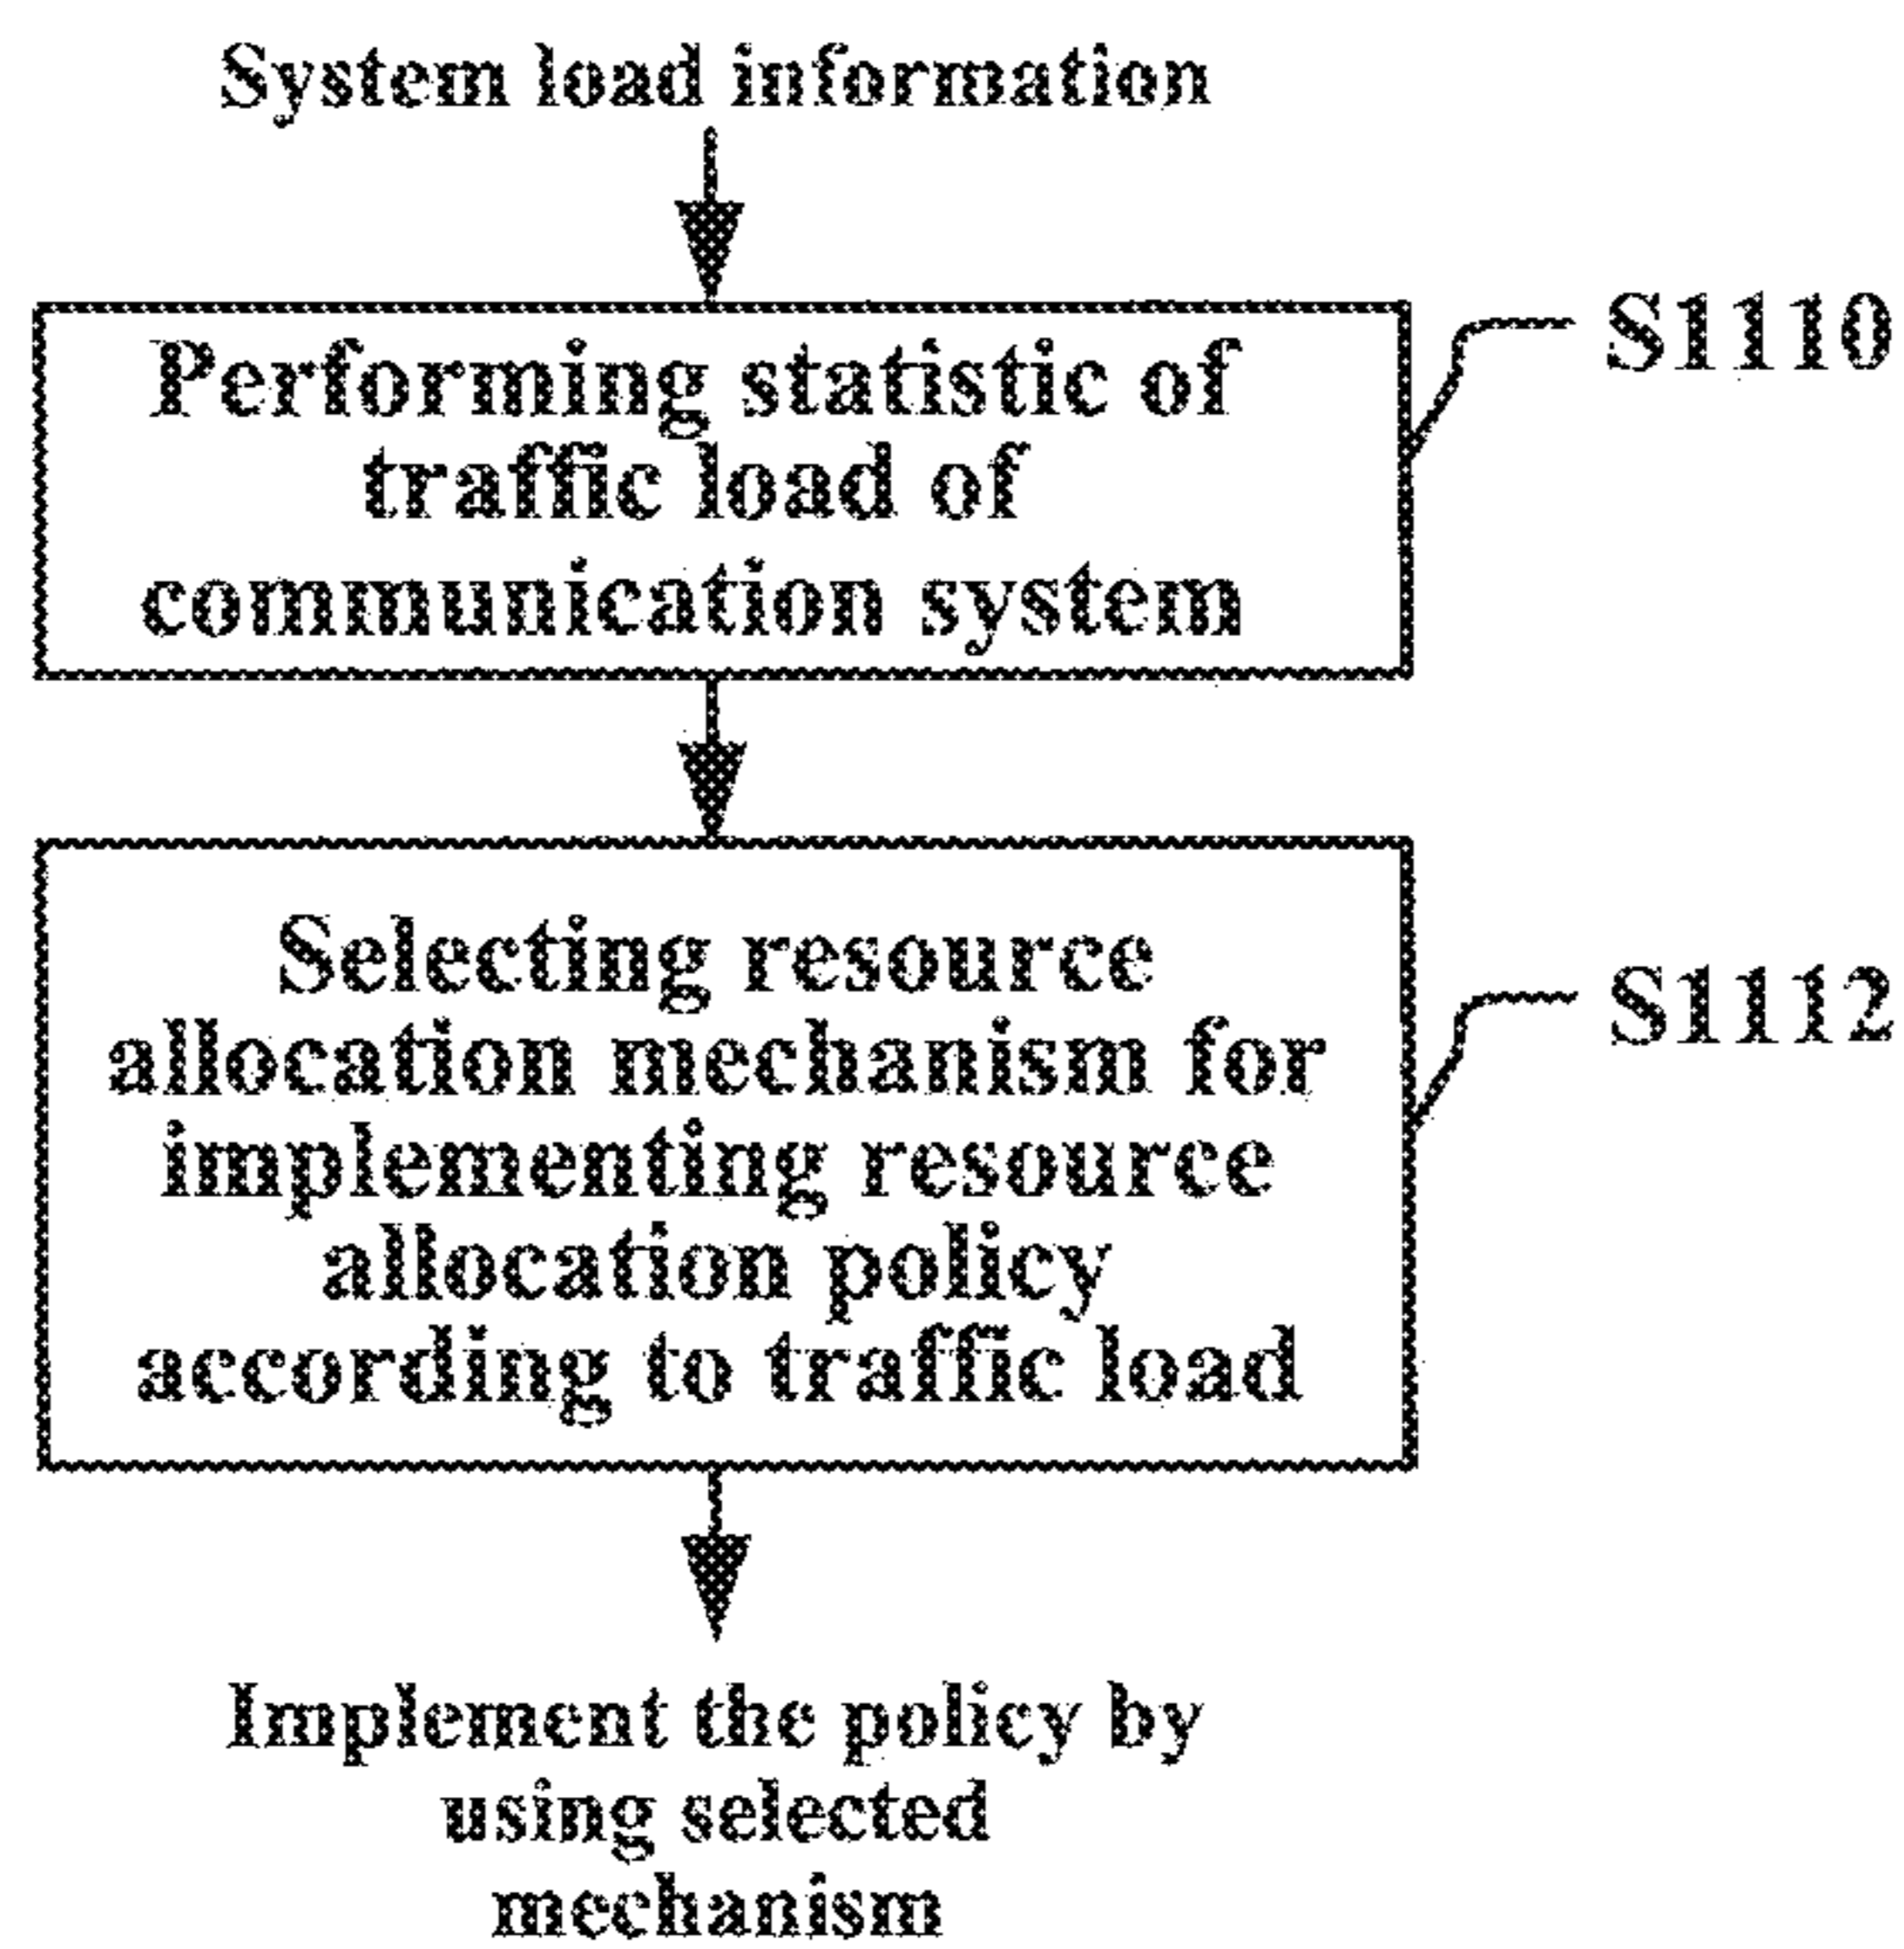 System load information
Performing statistic of
S1110
traffic load of
communication system
Selecting resource
S1112
allocation mechanism for
implementing resource
allocation policy
according to traffic load
Implement the policy by
using selected
mechanism